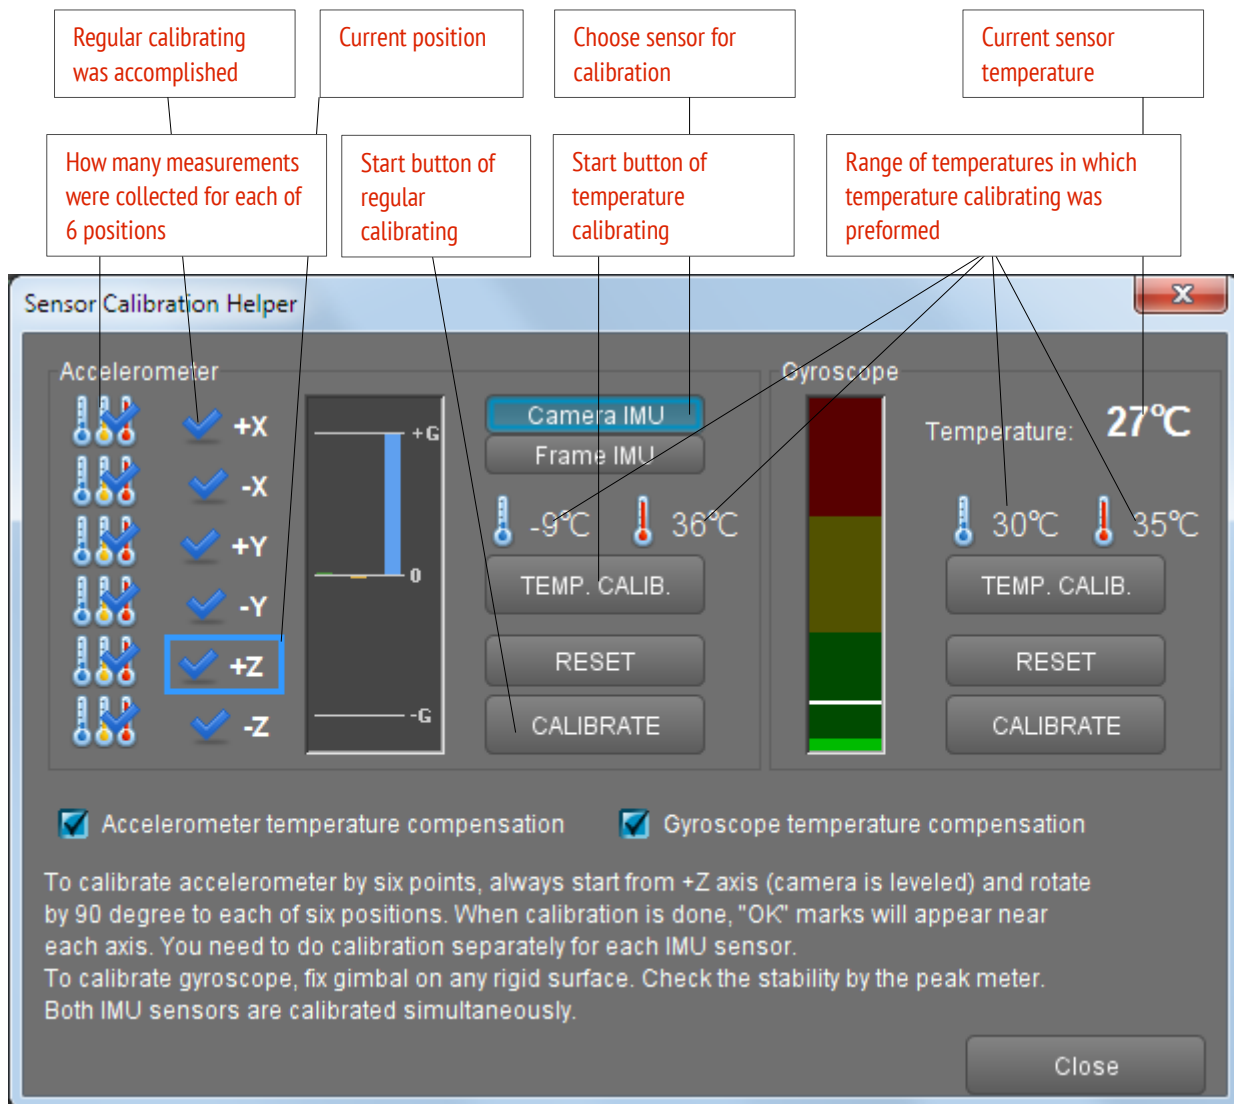 Regular calibrating
was accomplished
Current position
Choose sensor for
calibration
Current sensor
temperature
How many measurements
were collected for each of
6 positions
Start button of
regular
calibrating
Start button of
temperature
calibrating
Range of temperatures in which
temperature calibrating was
preformed
Sensor Calibration Helper
x
Accelerometer
+X
-X
+Y
-Y
+Z
-Z
+G
0
-G
Camera IMU
Frame IMU
-9°C
36°C
TEMP. CALIB.
RESET
CALIBRATE
Gyroscope
Temperature:
27°C
30°C
35°C
TEMP. CALIB.
RESET
CALIBRATE
Accelerometer temperature compensation
Gyroscope temperature compensation
To calibrate accelerometer by six points, always start from +Z axis (camera is leveled) and rotate
by 90 degree to each of six positions. When calibration is done, "OK" marks will appear near
each axis. You need to do calibration separately for each IMU sensor.
To calibrate gyroscope, fix gimbal on any rigid surface. Check the stability by the peak meter.
Both IMU sensors are calibrated simultaneously.
Close